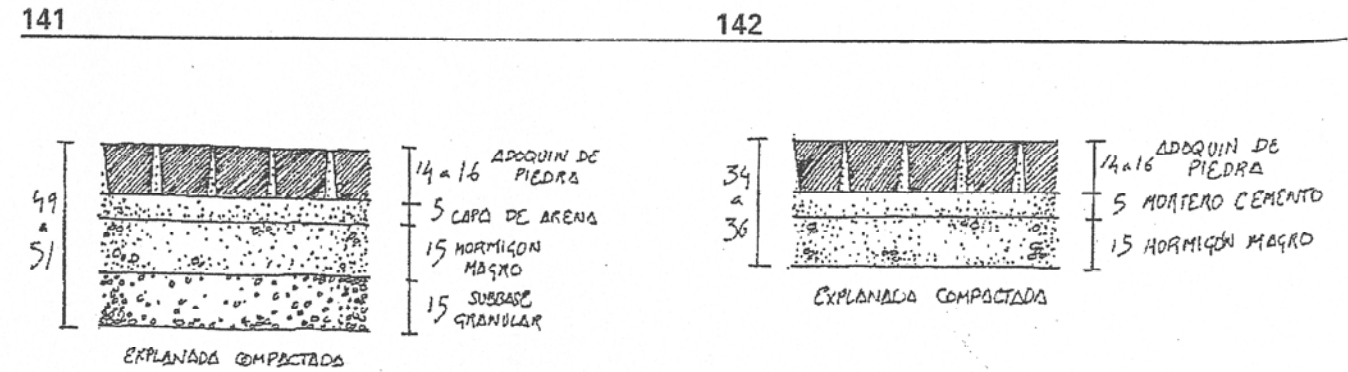 141
142
49
a
51
14 a 16 ADOQUIN DE
PIEDRA
5 CAPA DE ARENA
15 HORMIGON
MAGRO
15 SUBBASE
GRANULAR
EXPLANADA COMPACTADA
34
a
36
14 a 16 ADOQUIN DE
PIEDRA
5 MORTERO CEMENTO
15 HORMIGÓN MAGRO
EXPLANADA COMPACTADA